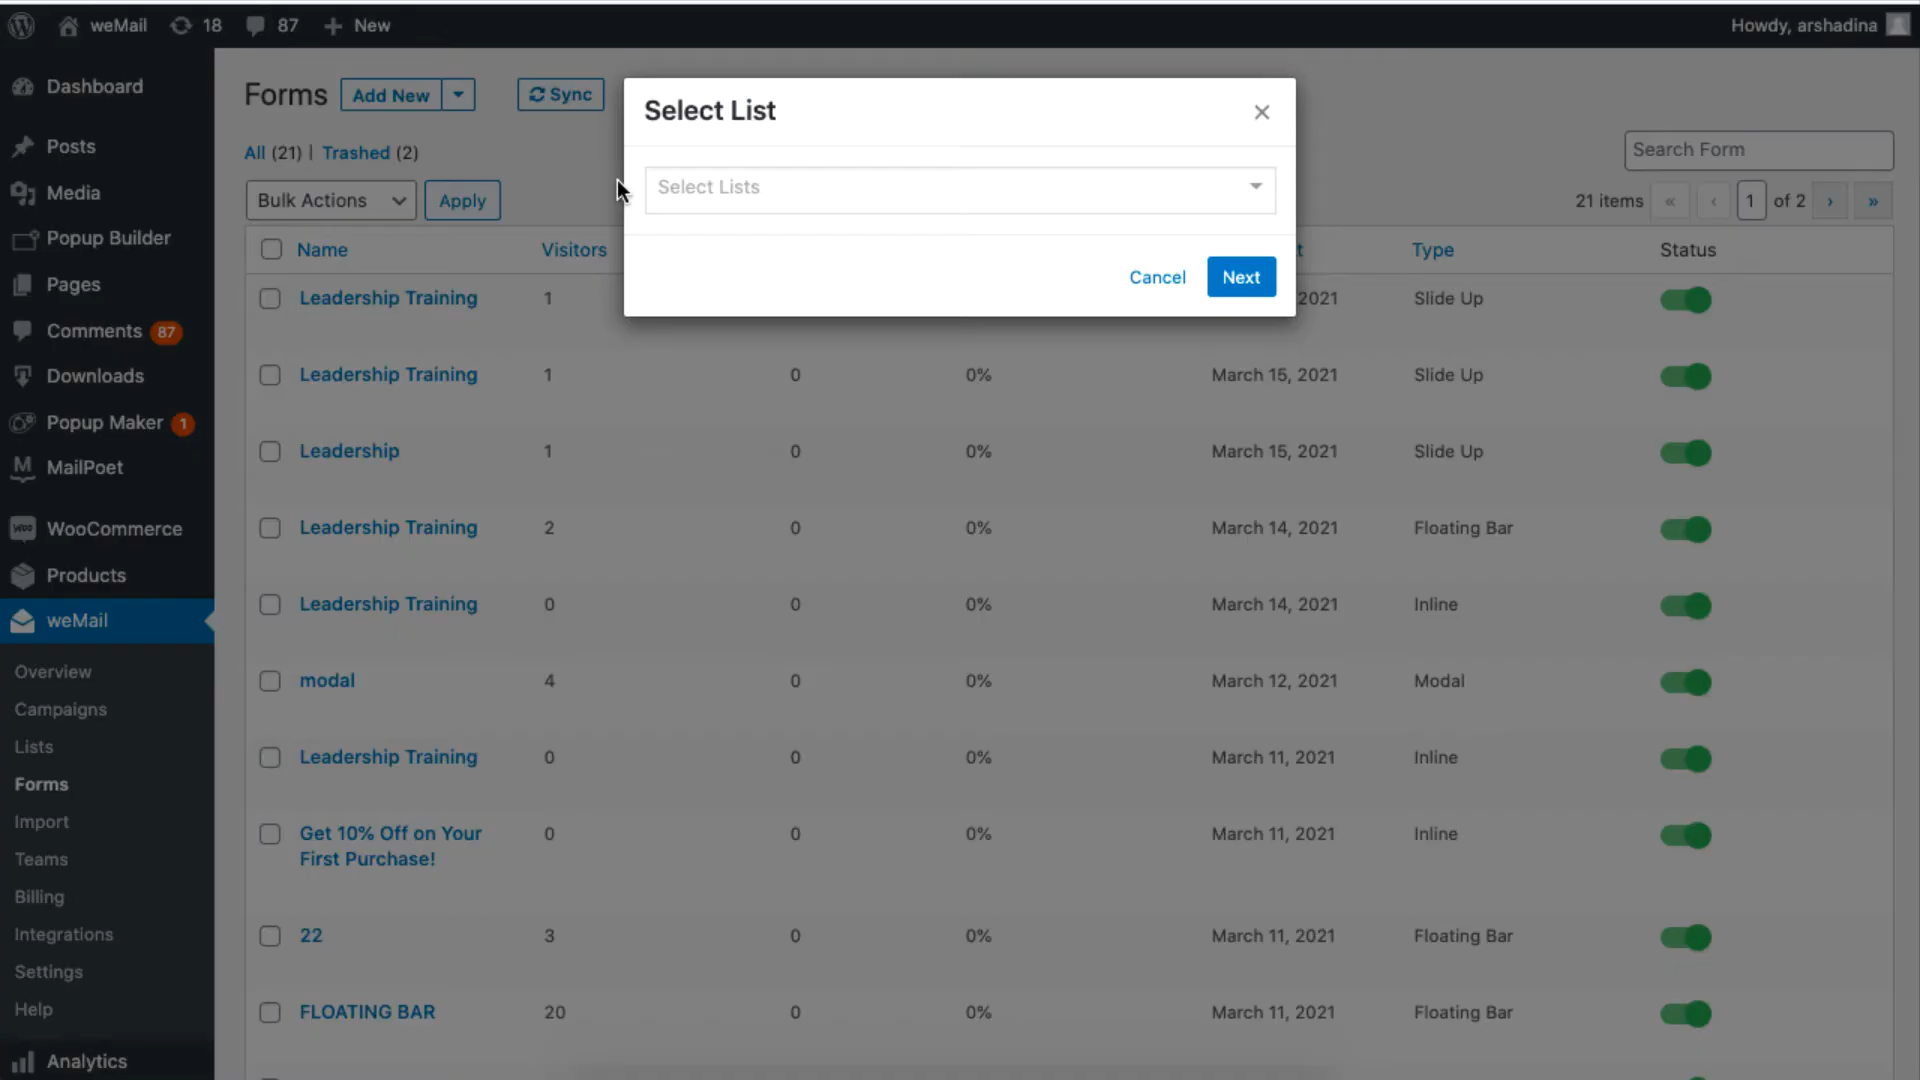 weMail 18 87 New Howdy, arshadina
Dashboard
Posts
Media
Popup Builder
Pages
Comments 87
Downloads
Popup Maker 1
MailPoet
WooCommerce
Products
weMail
Overview
Campaigns
Lists
Forms
Import
Teams
Billing
Integrations
Settings
Help
Analytics
Forms Add New Sync
All (21) | Trashed (2)
Search Form
Bulk Actions Apply
21 items « ‹ 1 of 2 › »
Select List ×
Select Lists
Cancel Next
Name Visitors Type Status
Leadership Training 1 2021 Slide Up
Leadership Training 1 0 0% March 15, 2021 Slide Up
Leadership 1 0 0% March 15, 2021 Slide Up
Leadership Training 2 0 0% March 14, 2021 Floating Bar
Leadership Training 0 0 0% March 14, 2021 Inline
modal 4 0 0% March 12, 2021 Modal
Leadership Training 0 0 0% March 11, 2021 Inline
Get 10% Off on Your 0 0 0% March 11, 2021 Inline
First Purchase!
22 3 0 0% March 11, 2021 Floating Bar
FLOATING BAR 20 0 0% March 11, 2021 Floating Bar